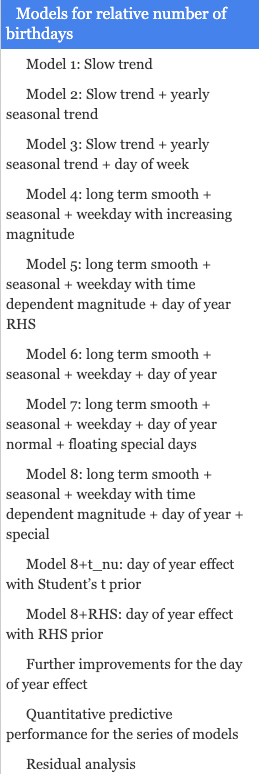 Models for relative number of
birthdays
Model 1: Slow trend
Model 2: Slow trend + yearly
seasonal trend
Model 3: Slow trend + yearly
seasonal trend + day of week
Model 4: long term smooth +
seasonal + weekday with increasing
magnitude
Model 5: long term smooth +
seasonal + weekday with time
dependent magnitude + day of year
RHS
Model 6: long term smooth +
seasonal + weekday + day of year
Model 7: long term smooth +
seasonal + weekday + day of year
normal + floating special days
Model 8: long term smooth +
seasonal + weekday with time
dependent magnitude + day of year +
special
Model 8+t_nu: day of year effect
with Student’s t prior
Model 8+RHS: day of year effect
with RHS prior
Further improvements for the day
of year effect
Quantitative predictive
performance for the series of models
Residual analysis